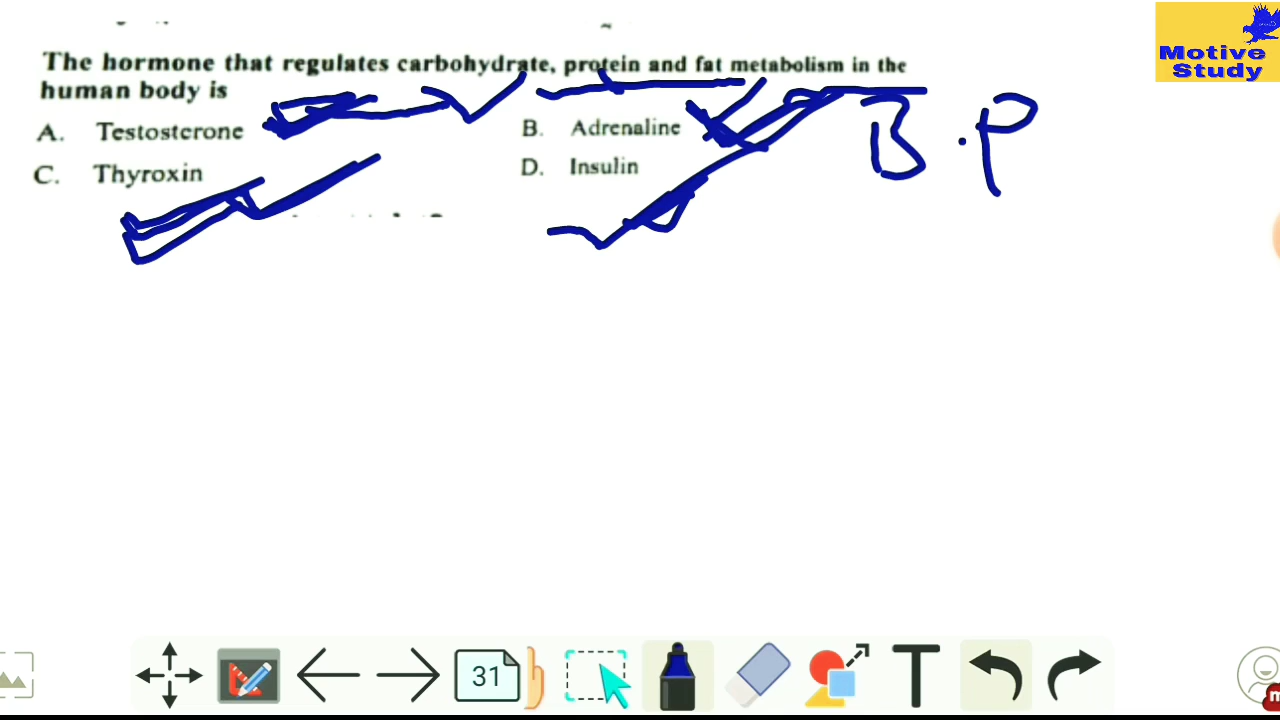 Motive
Study
The hormone that regulates carbohydrate, protein and fat metabolism in the
human body is
A. Testosterone
B. Adrenaline
C. Thyroxin
D. Insulin
B.P
31
T
m